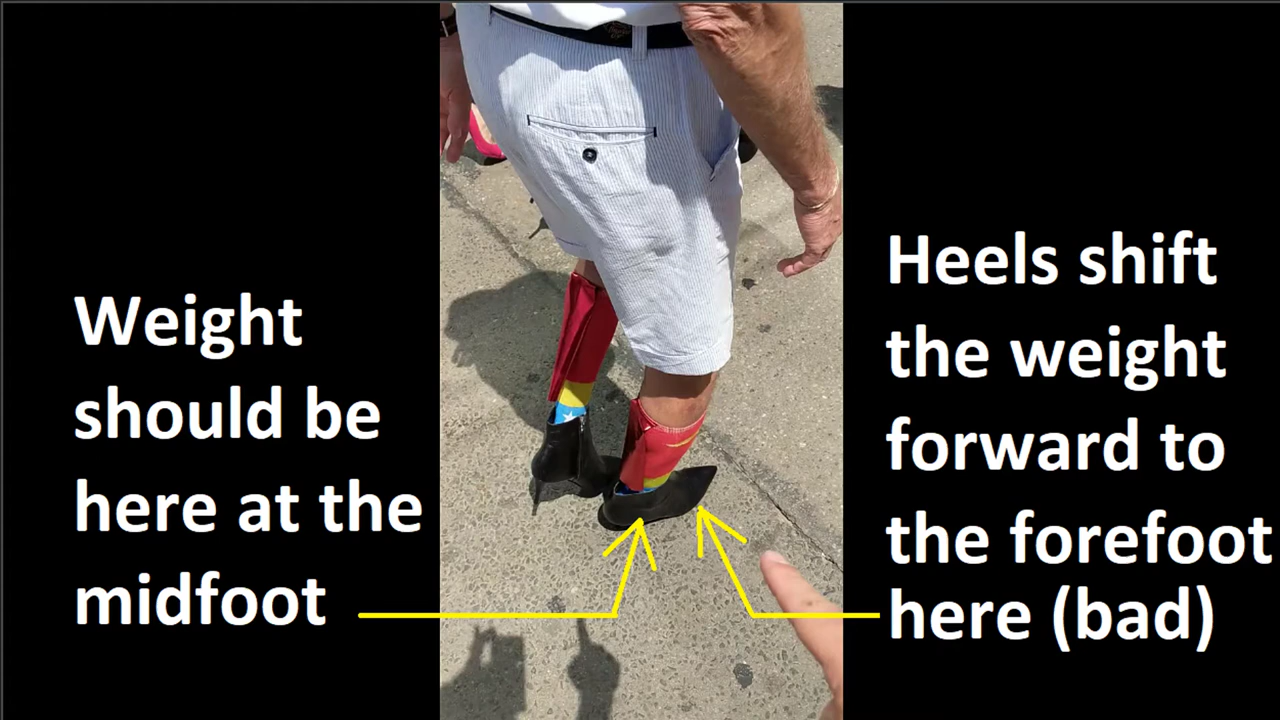 Weight
should be
here at the
midfoot
Heels shift
the weight
forward to
the forefoot
here (bad)